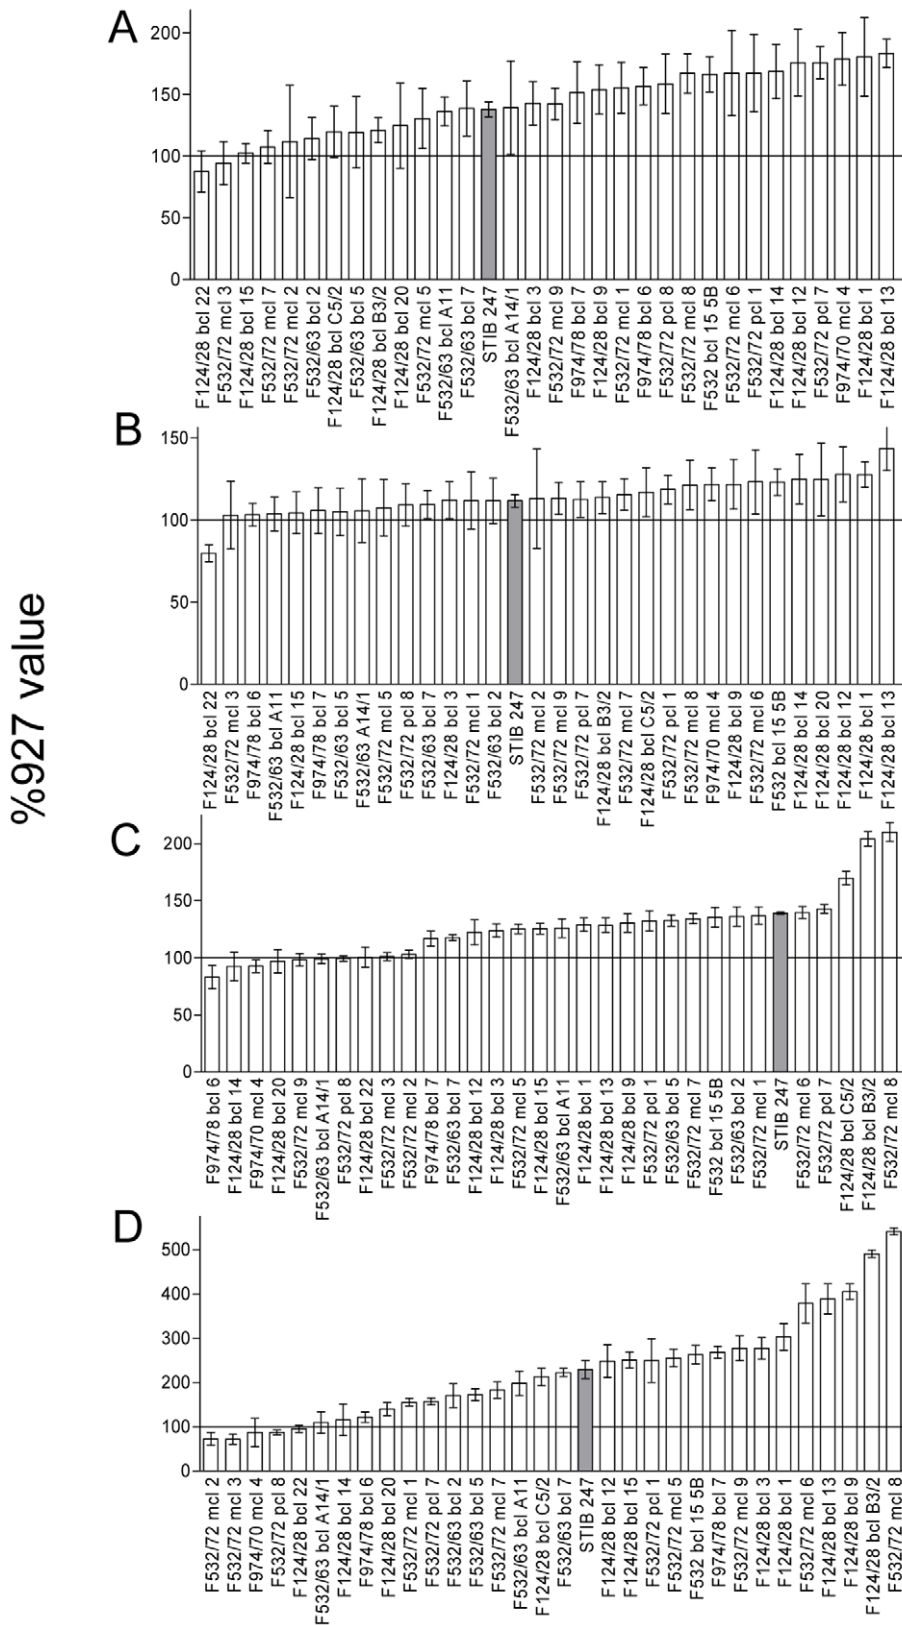 %927 value
A
200
150
100
50
0
F124/28 bcl 22
F532/72 mcl 3
F124/28 bcl 15
F532/72 mcl 7
F532/72 mcl 2
F532/63 bcl 2
F124/28 bcl C5/2
F532/63 bcl 5
F124/28 bcl B3/2
F124/28 bcl 20
F532/72 mcl 5
F532/63 bcl A11
F532/63 bcl 7
STIB 247
F532/63 bcl A14/1
F124/28 bcl 3
F532/72 mcl 9
F974/78 bcl 7
F124/28 bcl 9
F532/72 mcl 1
F974/78 bcl 6
F532/72 pcl 8
F532/72 mcl 8
F532 bcl 15 5B
F532/72 mcl 6
F532/72 pcl 1
F124/28 bcl 14
F124/28 bcl 12
F532/72 pcl 7
F974/70 mcl 4
F124/28 bcl 1
F124/28 bcl 13
B
150
100
50
0
F124/28 bcl 22
F532/72 mcl 3
F974/78 bcl 6
F532/63 bcl A11
F124/28 bcl 15
F974/78 bcl 7
F532/63 bcl 5
F532/63 A14/1
F532/72 mcl 5
F532/72 pcl 8
F532/63 bcl 7
F124/28 bcl 3
F532/72 mcl 1
F532/63 bcl 2
STIB 247
F532/72 mcl 2
F532/72 mcl 9
F532/72 pcl 7
F124/28 bcl B3/2
F532/72 mcl 7
F124/28 bcl C5/2
F532/72 pcl 1
F532/72 mcl 8
F974/70 mcl 4
F124/28 bcl 9
F532/72 mcl 6
F532 bcl 15 5B
F124/28 bcl 14
F124/28 bcl 20
F124/28 bcl 12
F124/28 bcl 1
F124/28 bcl 13
C
200
150
100
50
0
F974/78 bcl 6
F124/28 bcl 14
F974/70 mcl 4
F124/28 bcl 20
F532/72 mcl 9
F532/63 bcl A14/1
F532/72 pcl 8
F124/28 bcl 22
F532/72 mcl 3
F532/72 mcl 2
F974/78 bcl 7
F532/63 bcl 7
F124/28 bcl 12
F124/28 bcl 3
F532/72 mcl 5
F124/28 bcl 15
F532/63 bcl A11
F124/28 bcl 1
F124/28 bcl 13
F124/28 bcl 9
F532/72 pcl 1
F532/63 bcl 5
F532/72 mcl 7
F532 bcl 15 5B
F532/63 bcl 2
F532/72 mcl 1
STIB 247
F532/72 mcl 6
F532/72 pcl 7
F124/28 bcl C5/2
F124/28 bcl B3/2
F532/72 mcl 8
D
500
400
300
200
100
0
F532/72 mcl 2
F532/72 mcl 3
F974/70 mcl 4
F532/72 pcl 8
F124/28 bcl 22
F532/63 bcl A14/1
F124/28 bcl 14
F974/78 bcl 6
F124/28 bcl 20
F532/72 mcl 1
F532/72 pcl 7
F532/63 bcl 2
F532/63 bcl 5
F532/72 mcl 7
F532/63 bcl A11
F124/28 bcl C5/2
F532/63 bcl 7
STIB 247
F124/28 bcl 12
F124/28 bcl 15
F532/72 pcl 1
F532/72 mcl 5
F532 bcl 15 5B
F974/78 bcl 7
F532/72 mcl 9
F124/28 bcl 3
F124/28 bcl 1
F532/72 mcl 6
F124/28 bcl 13
F124/28 bcl 9
F124/28 bcl B3/2
F532/72 mcl 8